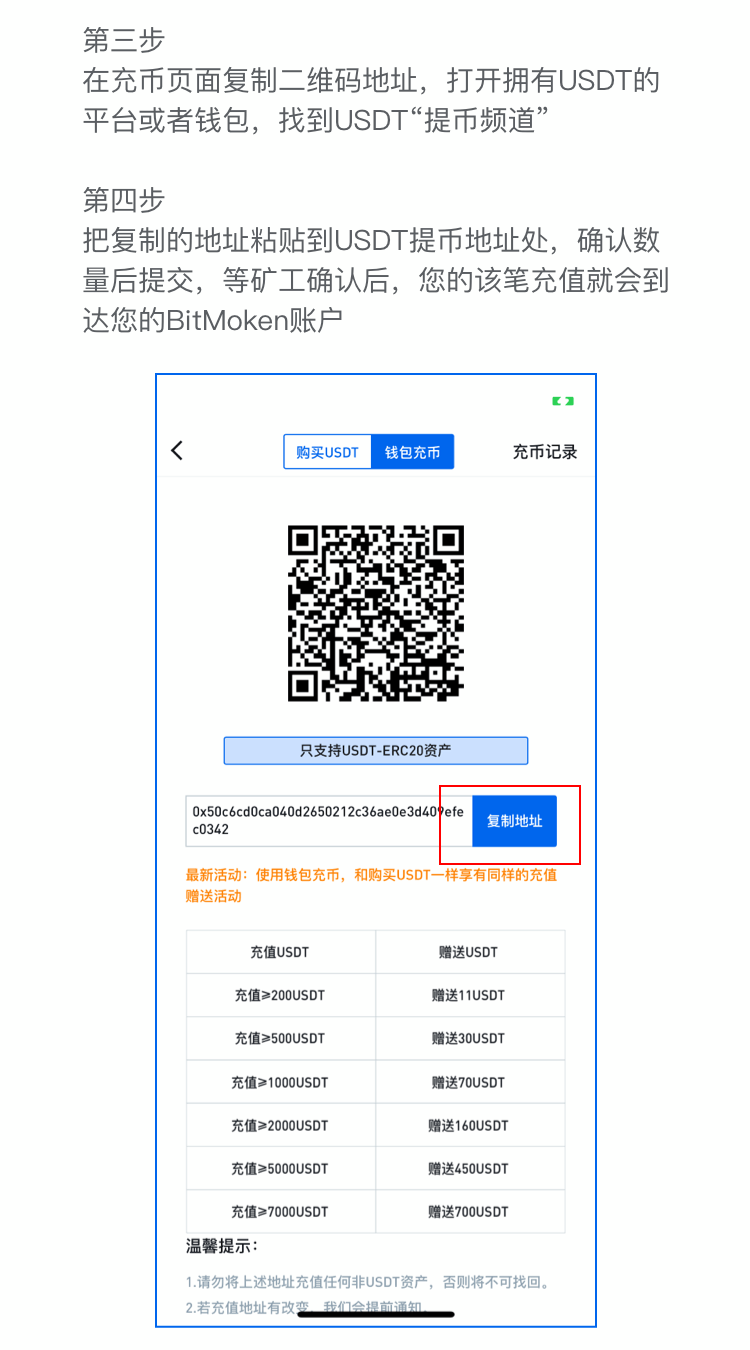 第三步
在充币页面复制二维码地址，打开拥有USDT的
平台或者钱包，找到USDT“提币频道”
第四步
把复制的地址粘贴到USDT提币地址处，确认数
量后提交，等矿工确认后，您的该笔充值就会到
达您的BitMoken账户
购买USDT 钱包充币 充币记录
只支持USDT-ERC20资产
0x50c6cd0ca040d2650212c36ae0e3d409efe
c0342
复制地址
最新活动：使用钱包充币，和购买USDT一样享有同样的充值
赠送活动
充值USDT 赠送USDT
充值≥200USDT 赠送11USDT
充值≥500USDT 赠送30USDT
充值≥1000USDT 赠送70USDT
充值≥2000USDT 赠送160USDT
充值≥5000USDT 赠送450USDT
充值≥7000USDT 赠送700USDT
温馨提示：
1.请勿将上述地址充值任何非USDT资产，否则将不可找回。
2.若充值地址有改变，我们会提前通知。